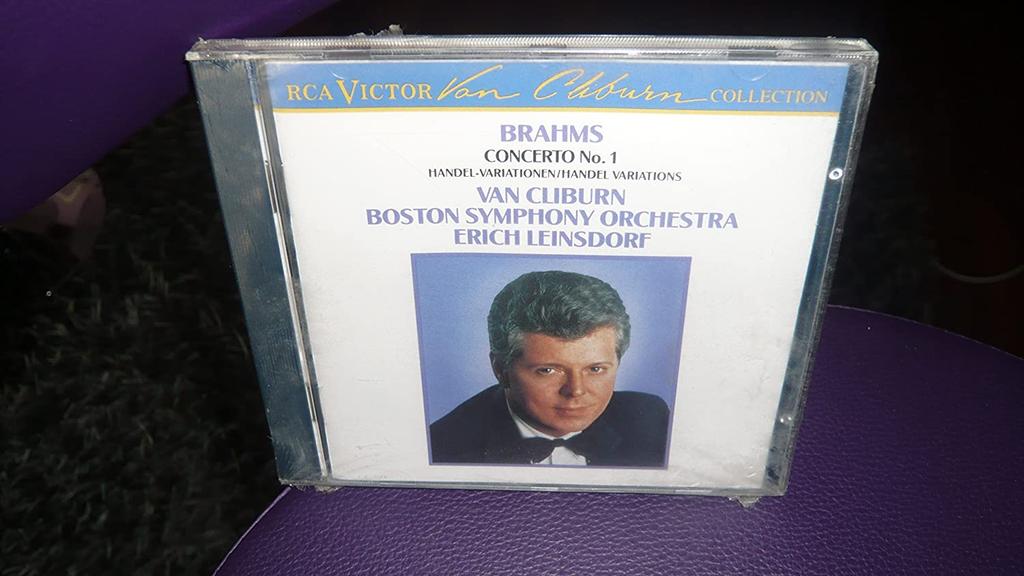 RCA VICTOR Van Cliburn COLLECTION
BRAHMS
CONCERTO No. 1
HANDEL-VARIATIONEN/HANDEL VARIATIONS
VAN CLIBURN
BOSTON SYMPHONY ORCHESTRA
ERICH LEINSDORF